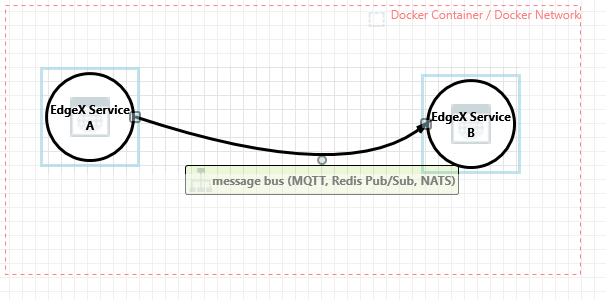 Docker Container / Docker Network
EdgeX Service
A
EdgeX Service
B
message bus (MQTT, Redis Pub/Sub, NATS)